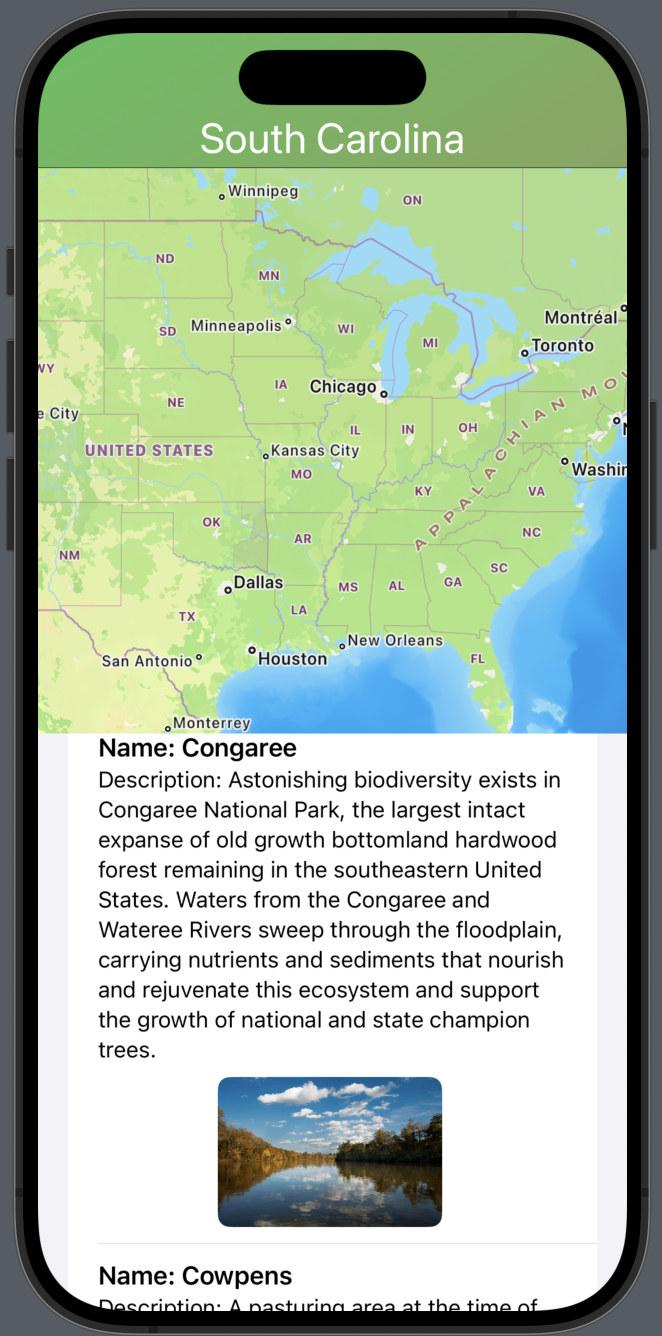 South Carolina
Winnipeg
ON
ND
MN
Montréal
SD
Minneapolis
WI
MI
Toronto
WY
IA
Chicago
NE
e City
IL
IN
OH
APPALACHIAN MOU
N
UNITED STATES
Kansas City
MO
Washin
KY
VA
OK
AR
NC
NM
SC
Dallas
MS
AL
GA
LA
TX
New Orleans
San Antonio
Houston
FL
Monterrey
Name: Congaree
Description: Astonishing biodiversity exists in
Congaree National Park, the largest intact
expanse of old growth bottomland hardwood
forest remaining in the southeastern United
States. Waters from the Congaree and
Wateree Rivers sweep through the floodplain,
carrying nutrients and sediments that nourish
and rejuvenate this ecosystem and support
the growth of national and state champion
trees.
Name: Cowpens
Description: A pasturing area at the time of